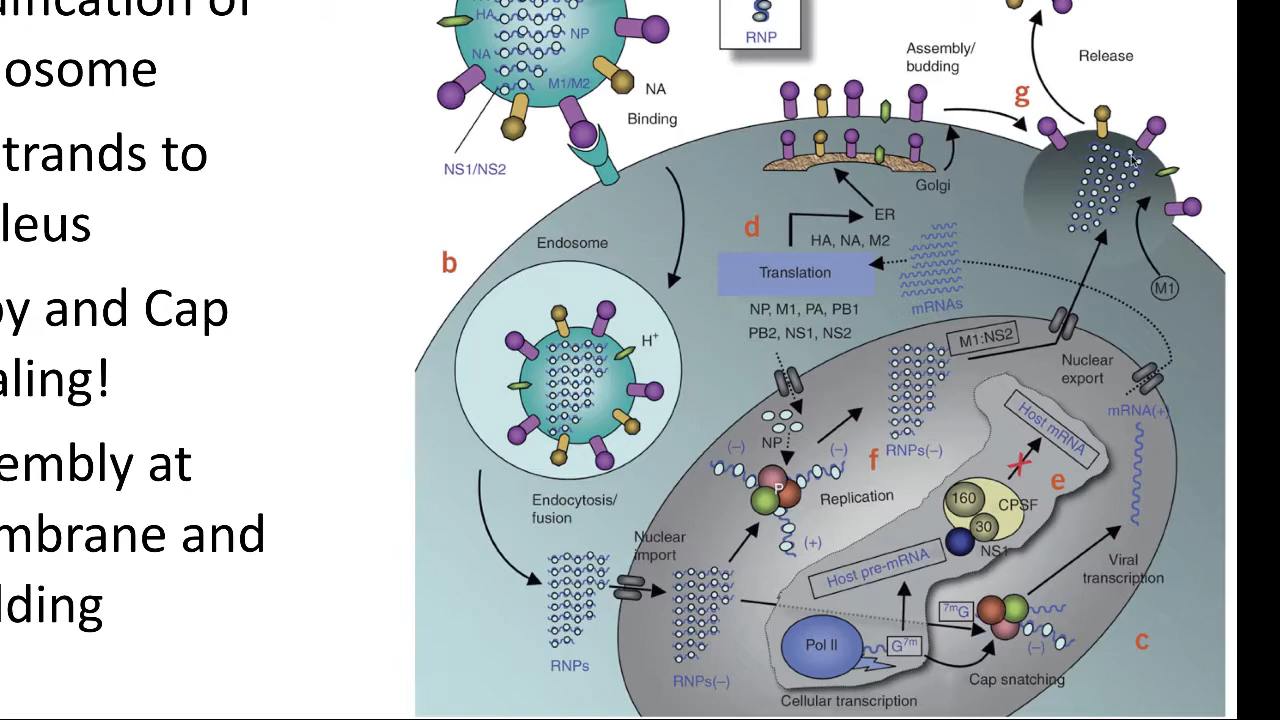 osome
trands to
leus
oy and Cap
aling!
embly at
mbrane and
lding
HA
NP
NA
M1/M2
NS1/NS2
RNP
NA
Binding
Assembly/
budding
g
Release
Golgi
d
ER
HA, NA, M2
Translation
mRNAs
NP, M1, PA, PB1
PB2, NS1, NS2
M1
b
Endosome
H+
Endocytosis/
fusion
M1:NS2
Nuclear
export
mRNA(+)
Host mRNA
NP
(–)
(–)
P
(+)
f
RNPs(–)
Replication
e
160
CPSF
30
NS1
Nuclear
import
Host pre-mRNA
Viral
transcription
RNPs
RNPs(–)
7mG
Pol II
G7m
(–)
c
Cap snatching
Cellular transcription